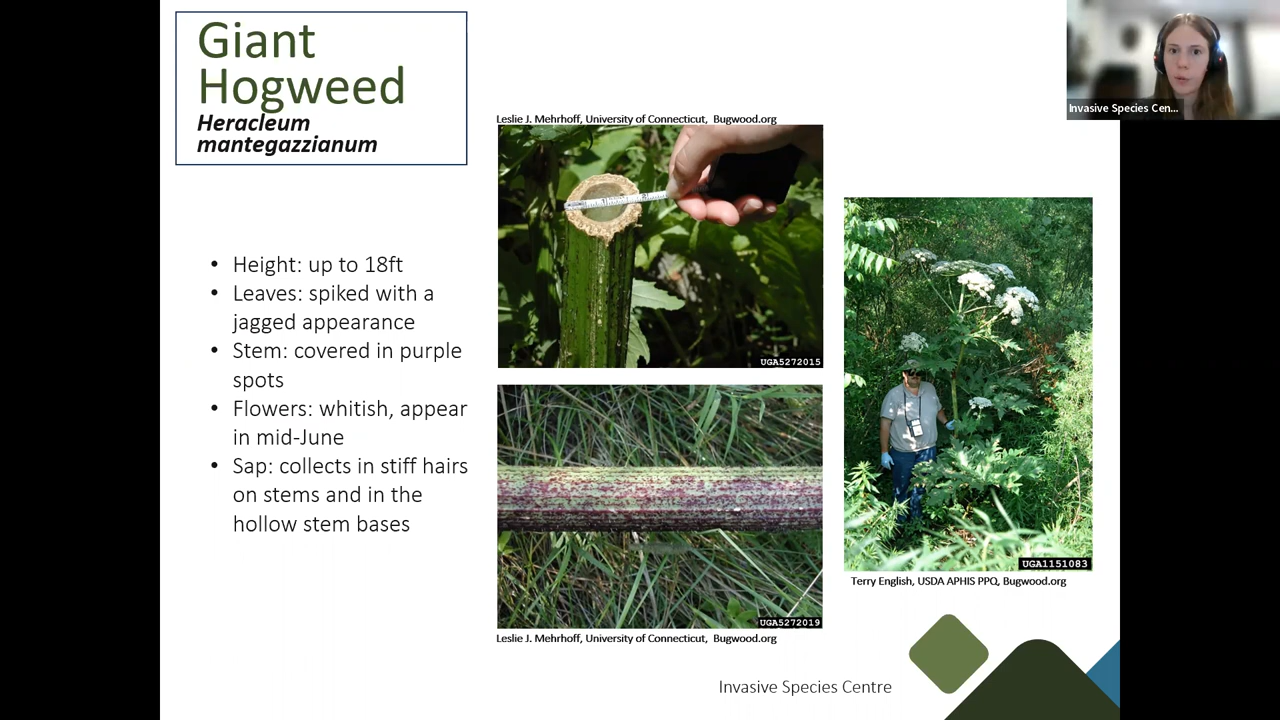 Giant
Hogweed
Heracleum
mantegazzianum
• Height: up to 18ft
• Leaves: spiked with a
jagged appearance
• Stem: covered in purple
spots
• Flowers: whitish, appear
in mid-June
• Sap: collects in stiff hairs
on stems and in the
hollow stem bases
Leslie J. Mehrhoff, University of Connecticut, Bugwood.org
UGA5272015
UGA5272019
Leslie J. Mehrhoff, University of Connecticut, Bugwood.org
UGA1151083
Terry English, USDA APHIS PPQ, Bugwood.org
Invasive Species Centre
Invasive Species Cen...